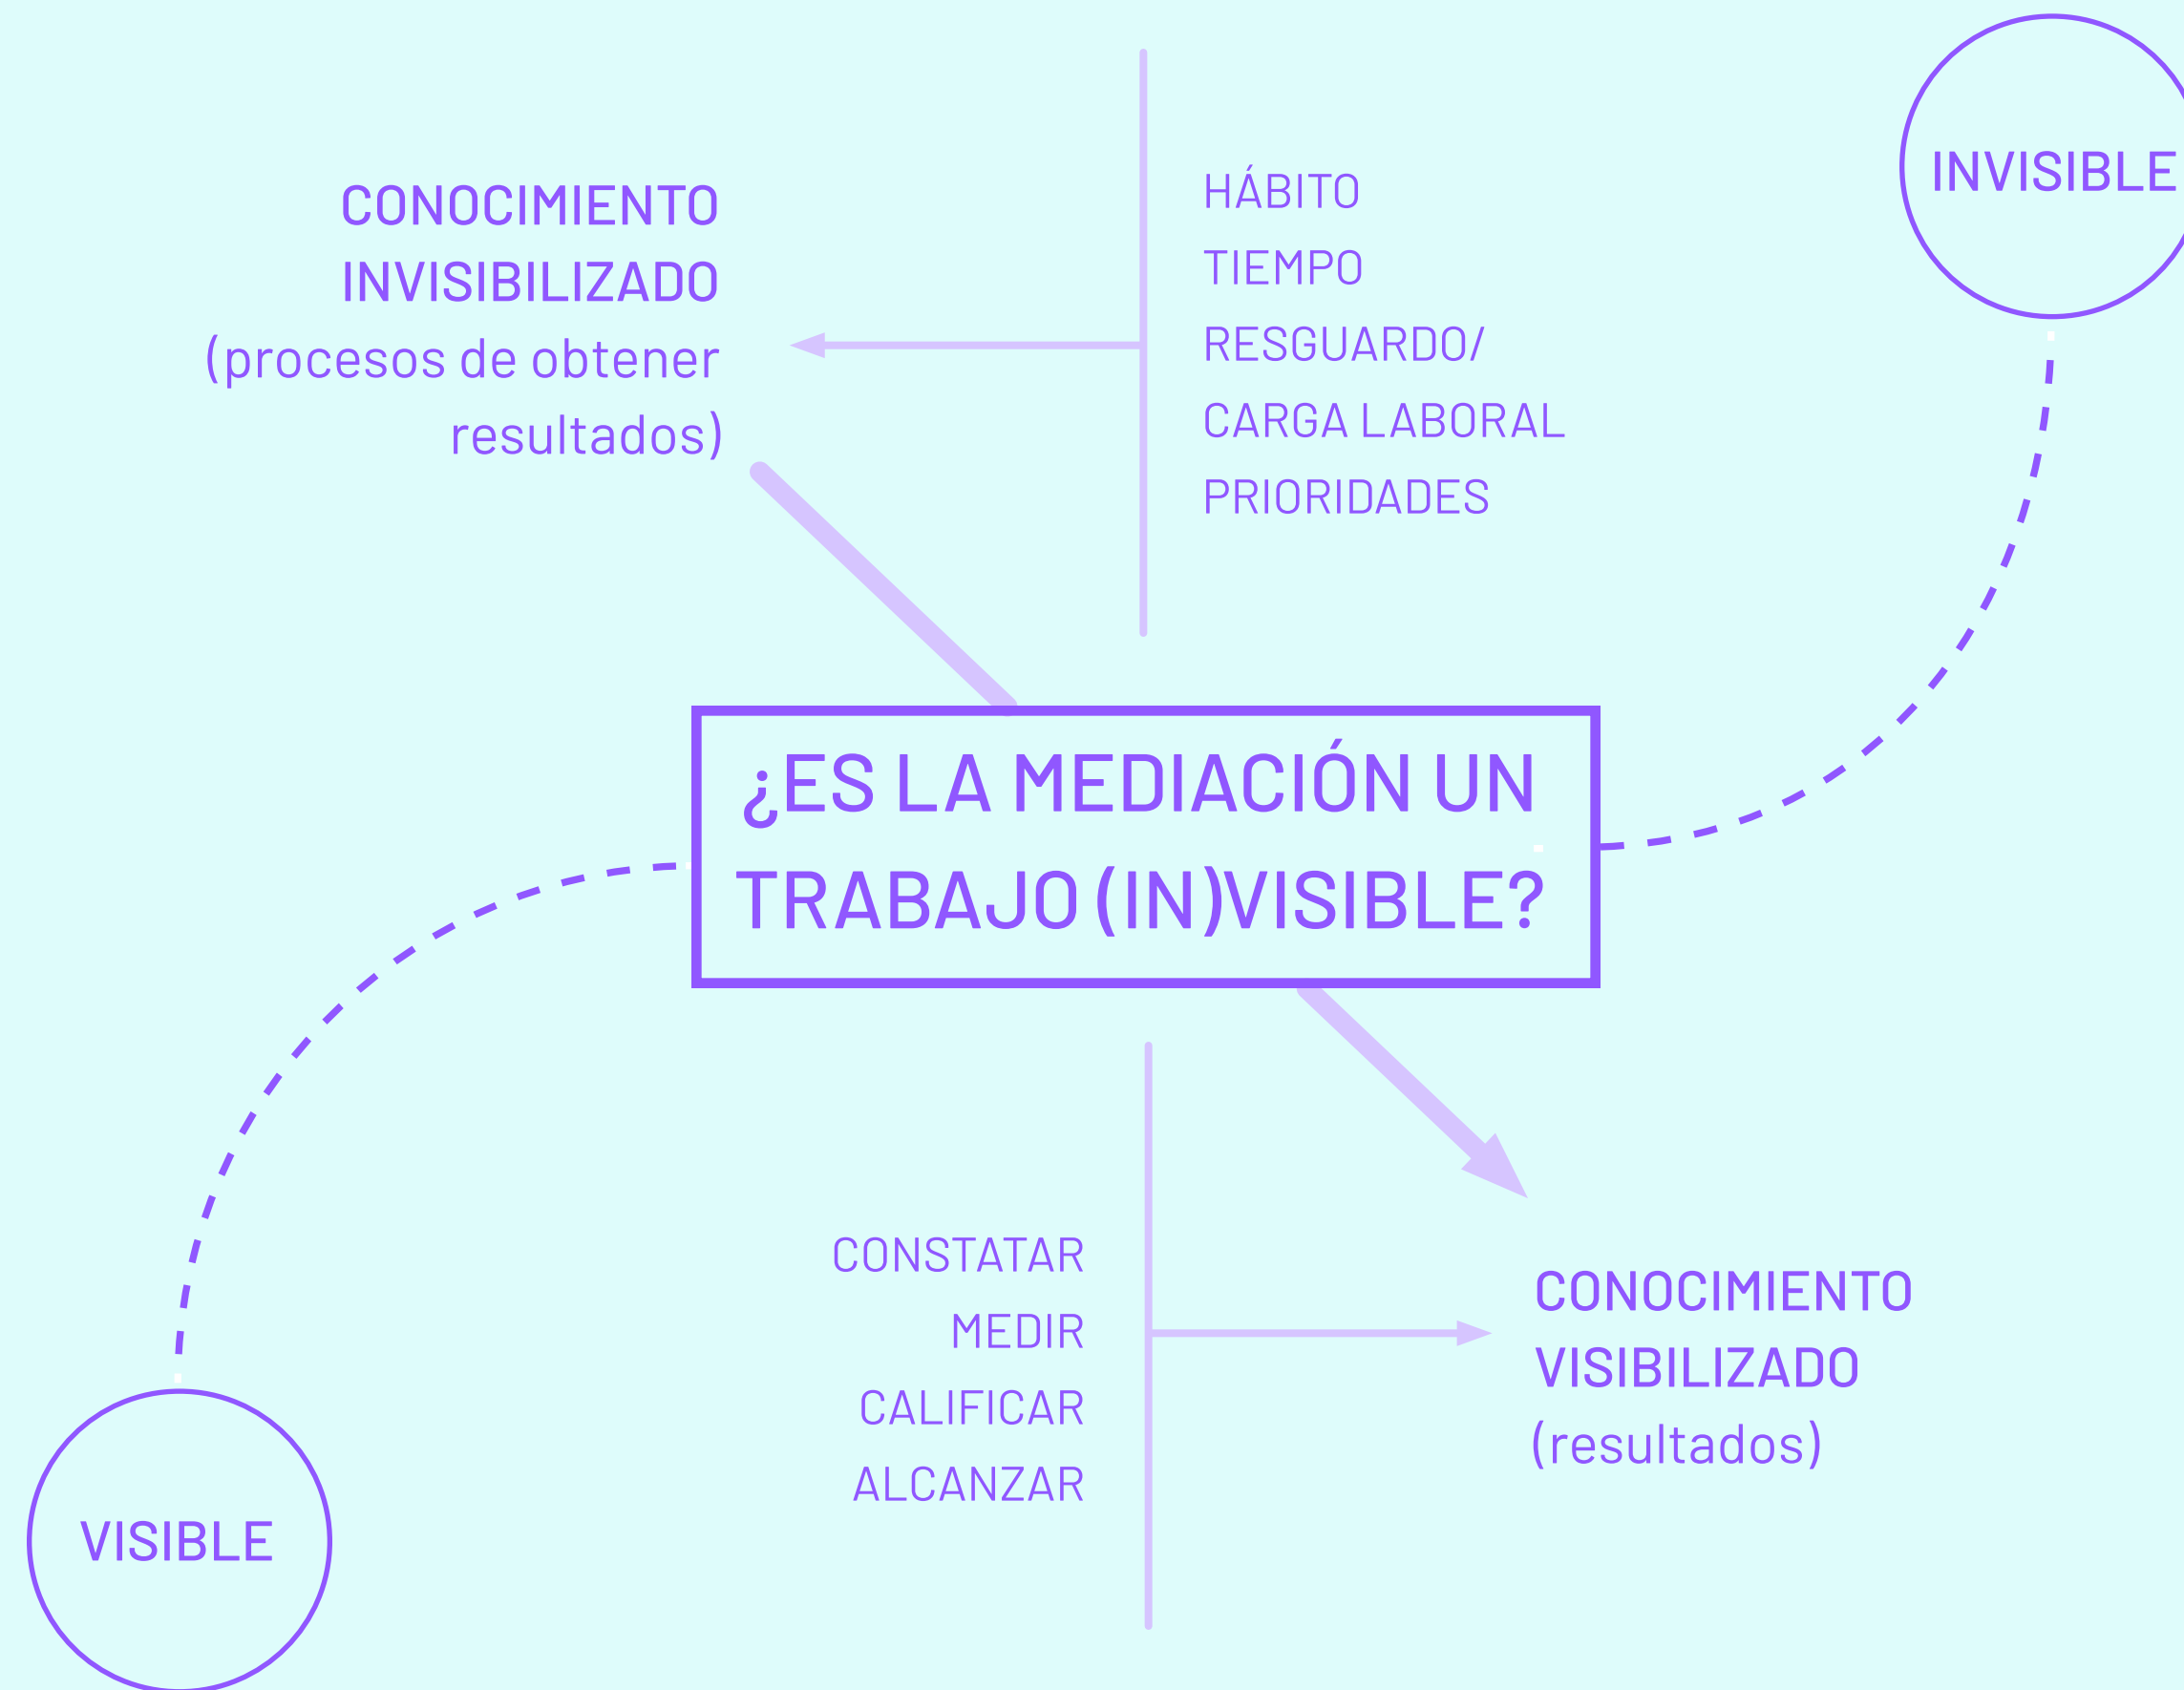 INVISIBLE
CONOCIMIENTO
INVISIBILIZADO
(procesos de obtener
resultados)
HÁBITO
TIEMPO
RESGUARDO/
CARGA LABORAL
PRIORIDADES
¿ES LA MEDIACIÓN UN
TRABAJO (IN)VISIBLE?
CONSTATAR
MEDIR
CALIFICAR
ALCANZAR
CONOCIMIENTO
VISIBILIZADO
(resultados)
VISIBLE